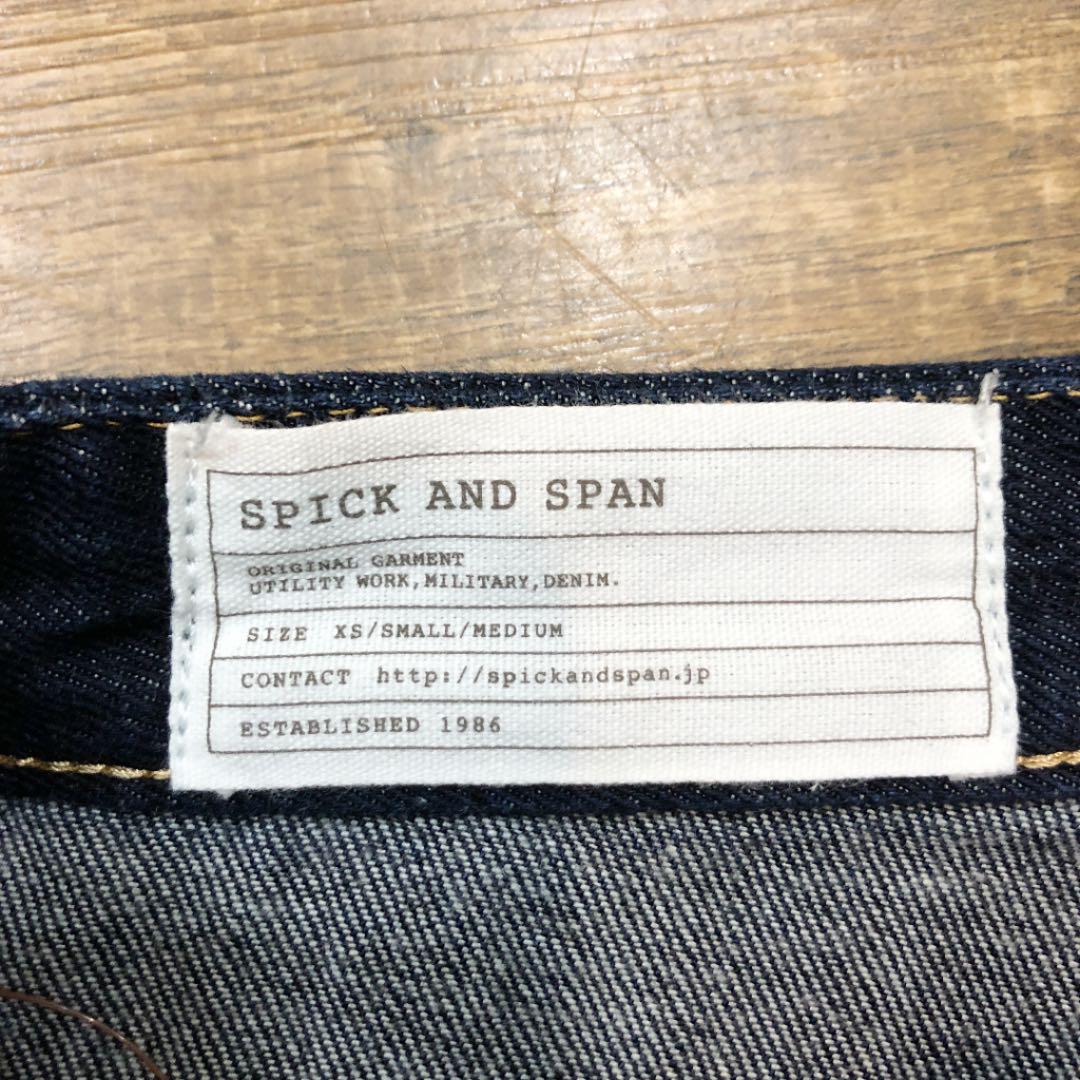 SPICK AND SPAN
ORIGINAL GARMENT
UTILITY WORK,MILITARY,DENIM.
SIZE XS/SMALL/MEDIUM
CONTACT http://spickandspan.jp
ESTABLISHED 1986